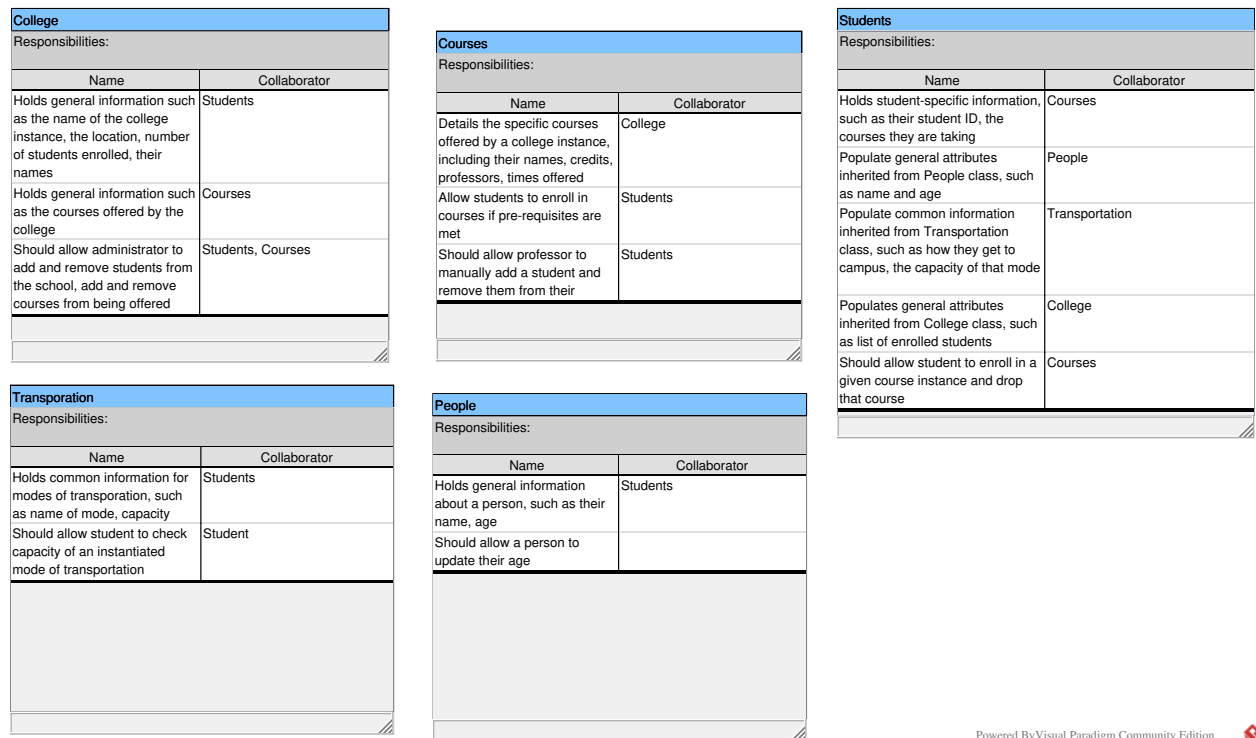 College
Responsibilities:
Name Collaborator
Holds general information such Students
as the name of the college
instance, the location, number
of students enrolled, their
names
Holds general information such Courses
as the courses offered by the
college
Should allow administrator to Students, Courses
add and remove students from
the school, add and remove
courses from being offered
Courses
Responsibilities:
Name Collaborator
Details the specific courses College
offered by a college instance,
including their names, credits,
professors, times offered
Allow students to enroll in Students
courses if pre-requisites are
met
Should allow professor to Students
manually add a student and
remove them from their
Students
Responsibilities:
Name Collaborator
Holds student-specific information, Courses
such as their student ID, the
courses they are taking
Populate general attributes People
inherited from People class, such
as name and age
Populate common information Transportation
inherited from Transportation
class, such as how they get to
campus, the capacity of that mode
Populates general attributes College
inherited from College class, such
as list of enrolled students
Should allow student to enroll in a Courses
given course instance and drop
that course
Transporation
Responsibilities:
Name Collaborator
Holds common information for Students
modes of transporation, such
as name of mode, capacity
Should allow student to check Student
capacity of an instantiated
mode of transportation
People
Responsibilities:
Name Collaborator
Holds general information Students
about a person, such as their
name, age
Should allow a person to
update their age
Powered ByVisual Paradigm Community Edition